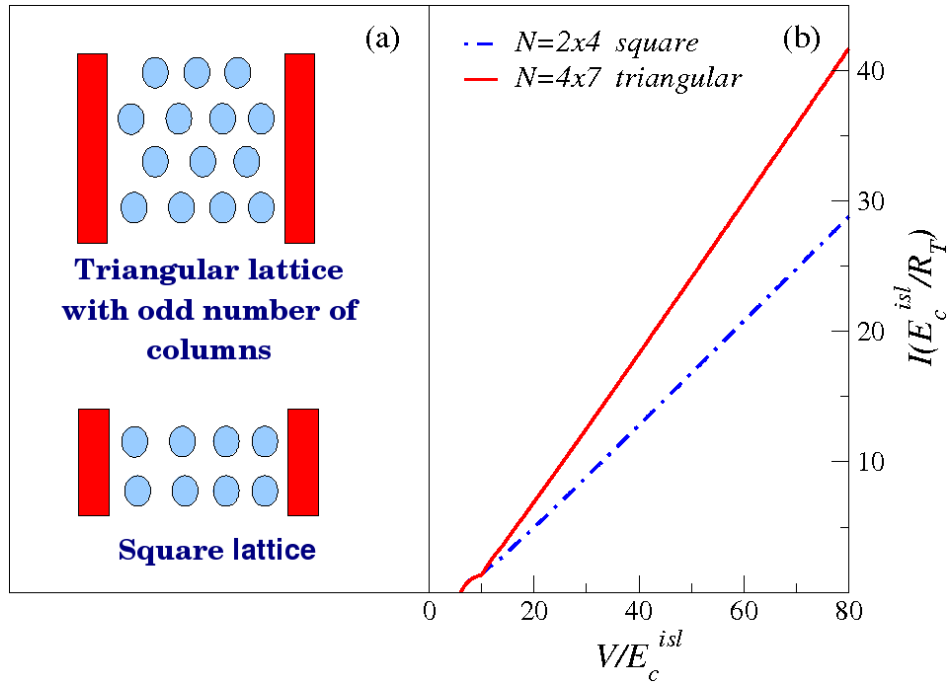 (a)
Triangular lattice
with odd number of
columns
Square lattice
(b)
N=2x4 square
N=4x7 triangular
40
30
20
10
I(E_c^{isl}/R_T)
0 20 40 60 80
V/E_c^{isl}